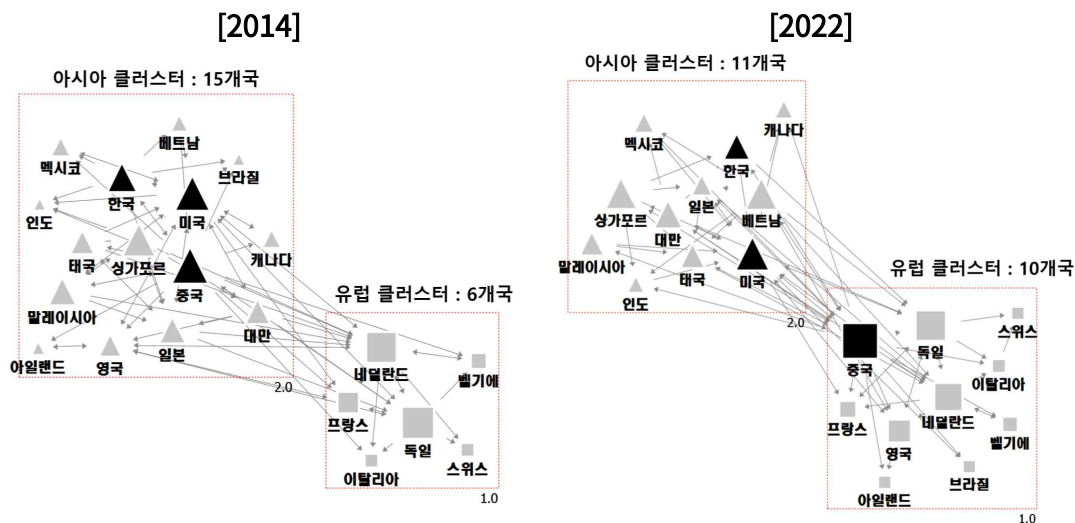 [2014]
아시아 클러스터 : 15개국
베트남
멕시코
브라질
한국
인도
미국
태국
싱가포르
캐나다
중국
말레이시아
대만
일본
아일랜드
영국
2.0
유럽 클러스터 : 6개국
네덜란드
벨기에
프랑스
독일
이탈리아
스위스
1.0
[2022]
아시아 클러스터 : 11개국
캐나다
멕시코
한국
일본
싱가포르
베트남
대만
말레이시아
태국
미국
인도
2.0
유럽 클러스터 : 10개국
스위스
독일
중국
이탈리아
네덜란드
프랑스
벨기에
영국
브라질
아일랜드
1.0